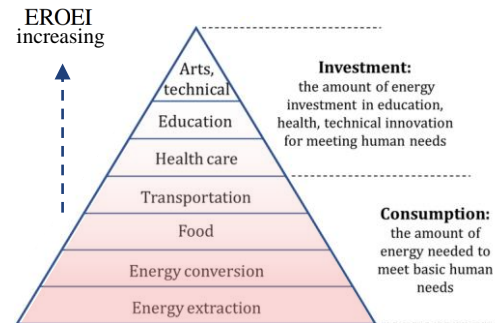 EROEI
increasing
Arts,
technical
Education
Health care
Transportation
Food
Energy conversion
Energy extraction
Investment:
the amount of energy
investment in education,
health, technical innovation
for meeting human needs
Consumption:
the amount of
energy needed to
meet basic human
needs